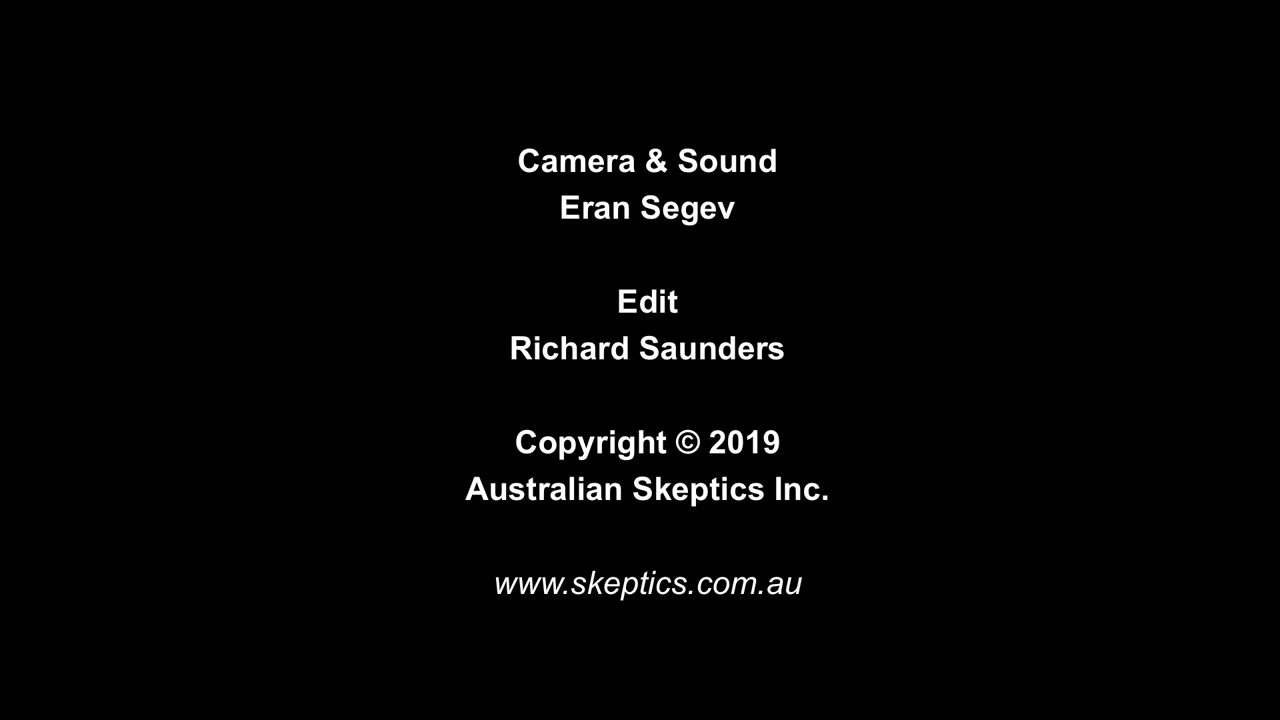 Camera & Sound
Eran Segev
Edit
Richard Saunders
Copyright © 2019
Australian Skeptics Inc.
www.skeptics.com.au